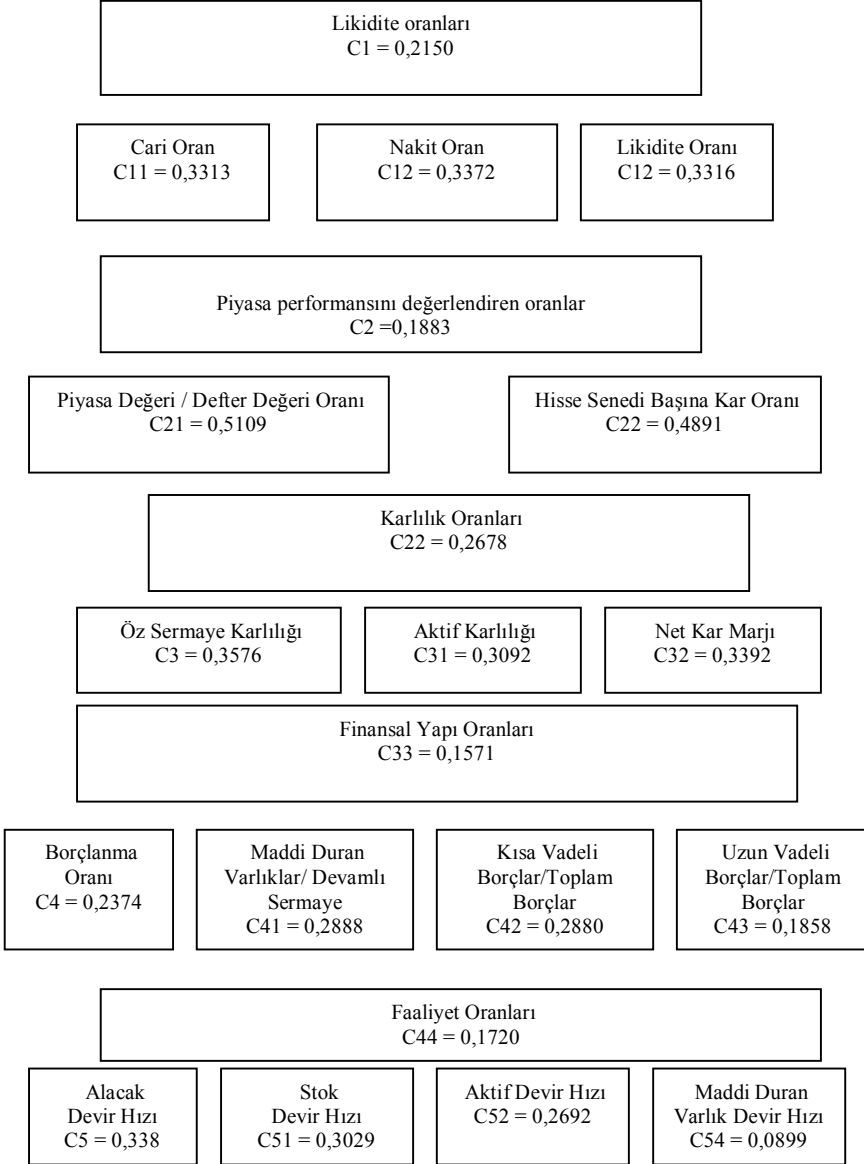 Likidite oranları
C1 = 0,2150
Cari Oran
C11 = 0,3313
Nakit Oran
C12 = 0,3372
Likidite Oranı
C12 = 0,3316
Piyasa performansını değerlendiren oranlar
C2 =0,1883
Piyasa Değeri / Defter Değeri Oranı
C21 = 0,5109
Hisse Senedi Başına Kar Oranı
C22 = 0,4891
Karlılık Oranları
C22 = 0,2678
Öz Sermaye Karlılığı
C3 = 0,3576
Aktif Karlılığı
C31 = 0,3092
Net Kar Marjı
C32 = 0,3392
Finansal Yapı Oranları
C33 = 0,1571
Borçlanma
Oranı
C4 = 0,2374
Maddi Duran
Varlıklar/ Devamlı
Sermaye
C41 = 0,2888
Kısa Vadeli
Borçlar/Toplam
Borçlar
C42 = 0,2880
Uzun Vadeli
Borçlar/Toplam
Borçlar
C43 = 0,1858
Faaliyet Oranları
C44 = 0,1720
Alacak
Devir Hızı
C5 = 0,338
Stok
Devir Hızı
C51 = 0,3029
Aktif Devir Hızı
C52 = 0,2692
Maddi Duran
Varlık Devir Hızı
C54 = 0,0899